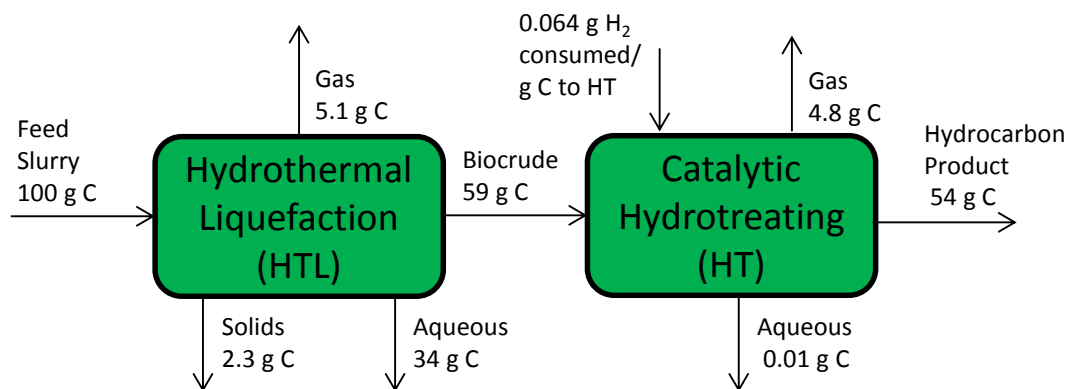 Feed
Slurry
100 g C
Gas
5.1 g C
Hydrothermal
Liquefaction
(HTL)
Solids
2.3 g C
Aqueous
34 g C
Biocrude
59 g C
0.064 g H₂
consumed/
g C to HT
Gas
4.8 g C
Catalytic
Hydrotreating
(HT)
Aqueous
0.01 g C
Hydrocarbon
Product
54 g C